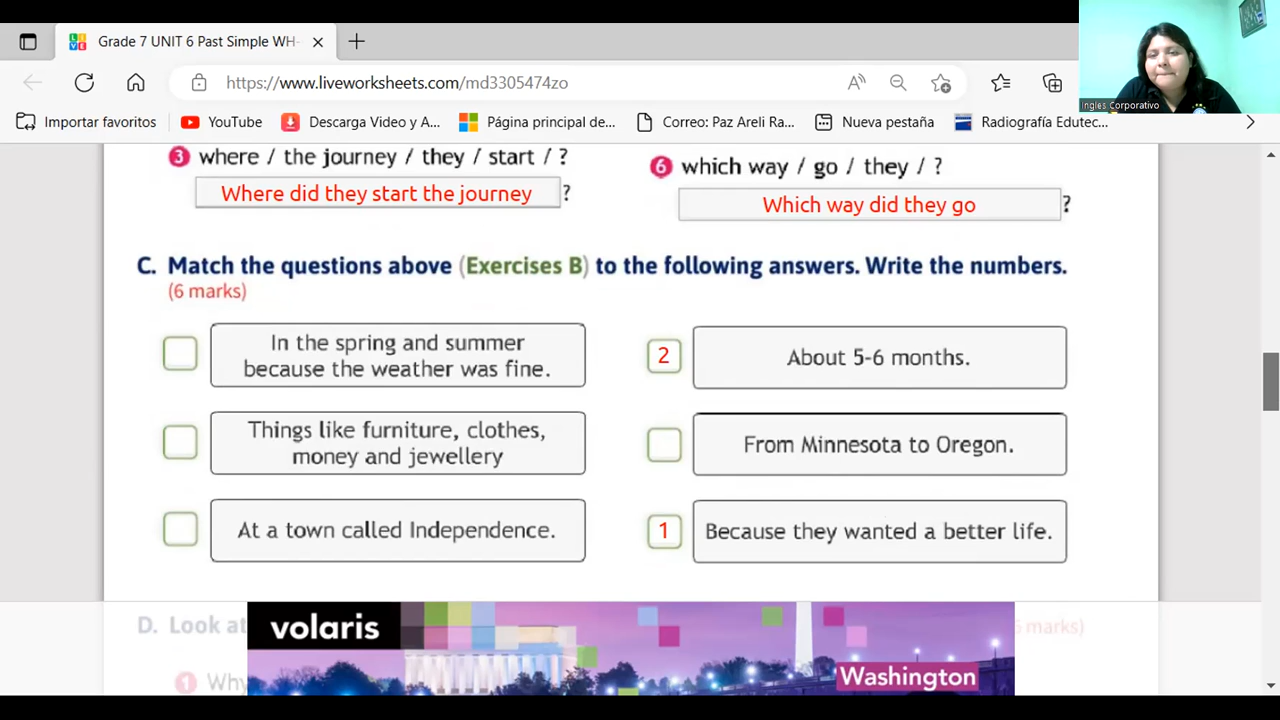 Grade 7 UNIT 6 Past Simple WH-
https://www.liveworksheets.com/md3305474zo
Ingles Corporativo
Importar favoritos
YouTube
Descarga Video y A...
Página principal de...
Correo: Paz Areli Ra...
Nueva pestaña
Radiografía Edutec...
3 where / the journey / they / start / ?
Where did they start the journey ?
6 which way / go / they / ?
Which way did they go ?
C. Match the questions above (Exercises B) to the following answers. Write the numbers.
(6 marks)
In the spring and summer
because the weather was fine.
2 About 5-6 months.
Things like furniture, clothes,
money and jewellery
From Minnesota to Oregon.
At a town called Independence.
1 Because they wanted a better life.
D. Look at
marks)
1 Why
volaris
Washington